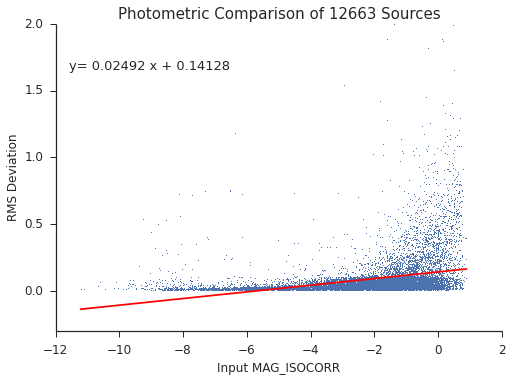 Photometric Comparison of 12663 Sources
y= 0.02492 x + 0.14128
2.0
1.5
1.0
0.5
0.0
RMS Deviation
−12 −10 −8 −6 −4 −2 0 2
Input MAG_ISOCORR